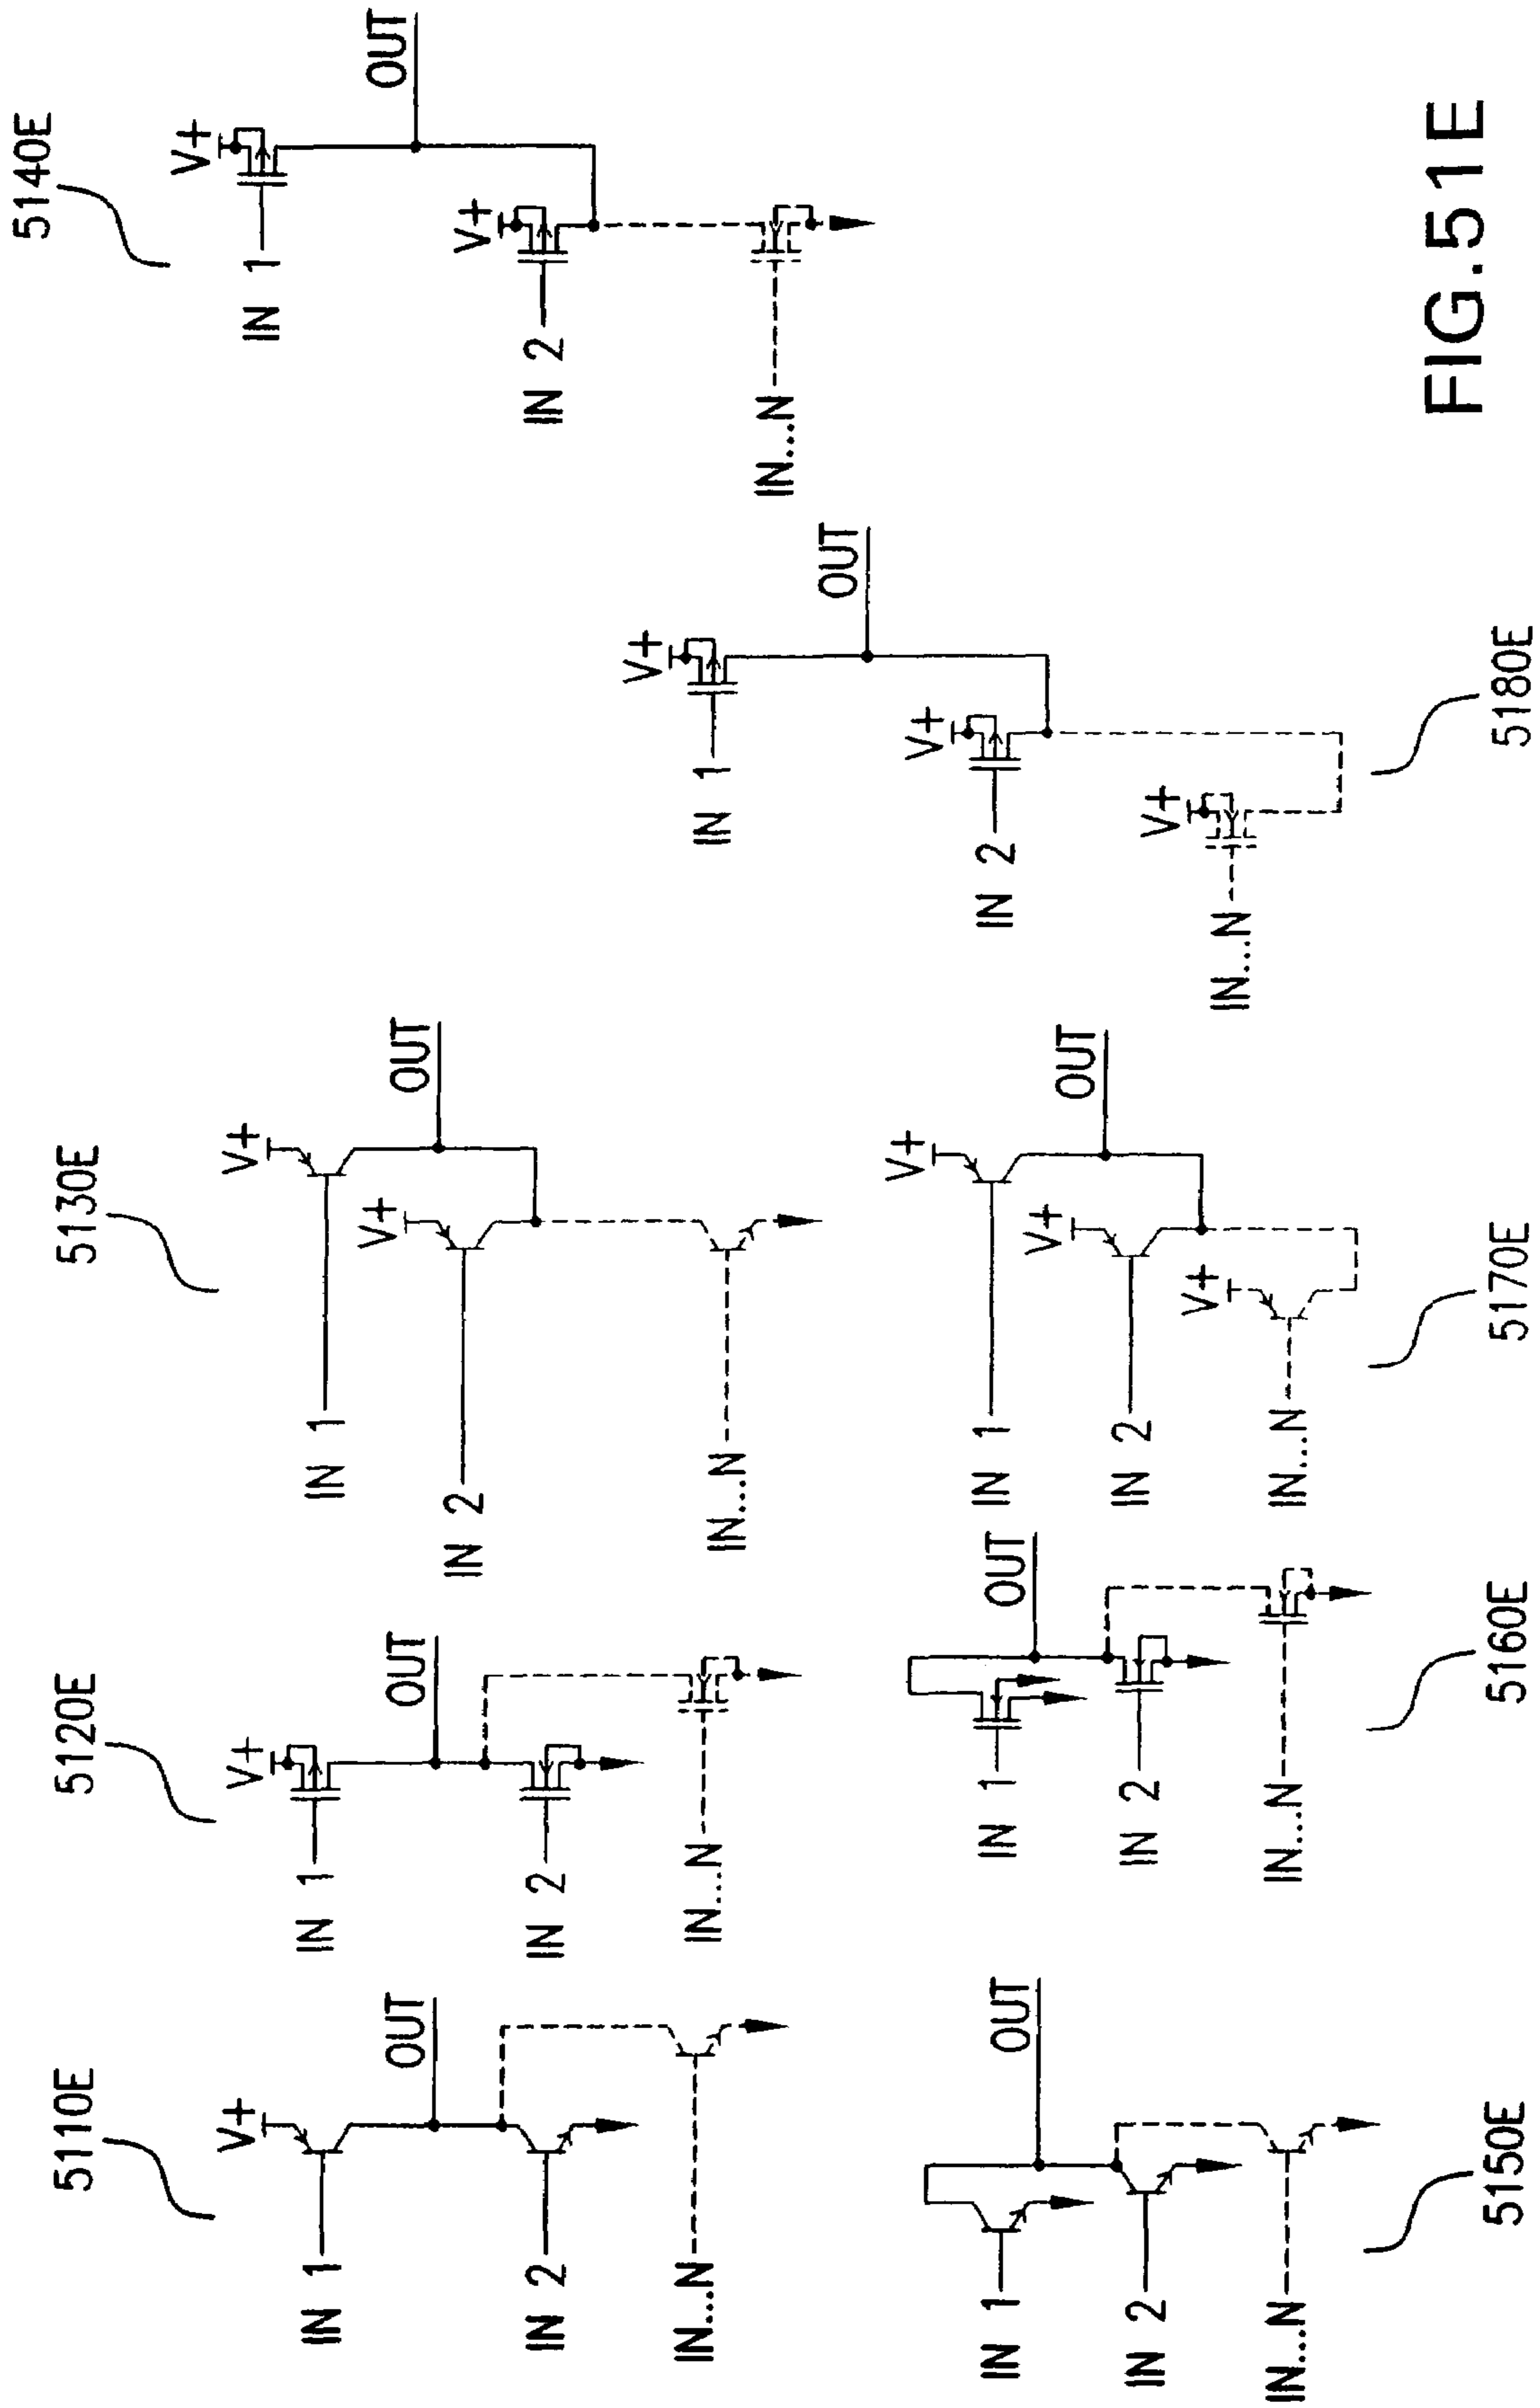 5110E
V+
IN 1
OUT
IN 2
IN...N
5120E
V+
IN 1
OUT
IN 2
IN...N
5130E
V+
IN 1
V+
OUT
IN 2
IN...N
5140E
V+
IN 1
OUT
V+
IN 2
IN...N
5150E
OUT
IN 1
IN 2
IN...N
5160E
OUT
IN 1
IN 2
IN...N
5170E
V+
IN 1
V+
OUT
IN 2
V+
IN...N
5180E
V+
IN 1
OUT
V+
IN 2
V+
IN...N
FIG.51E